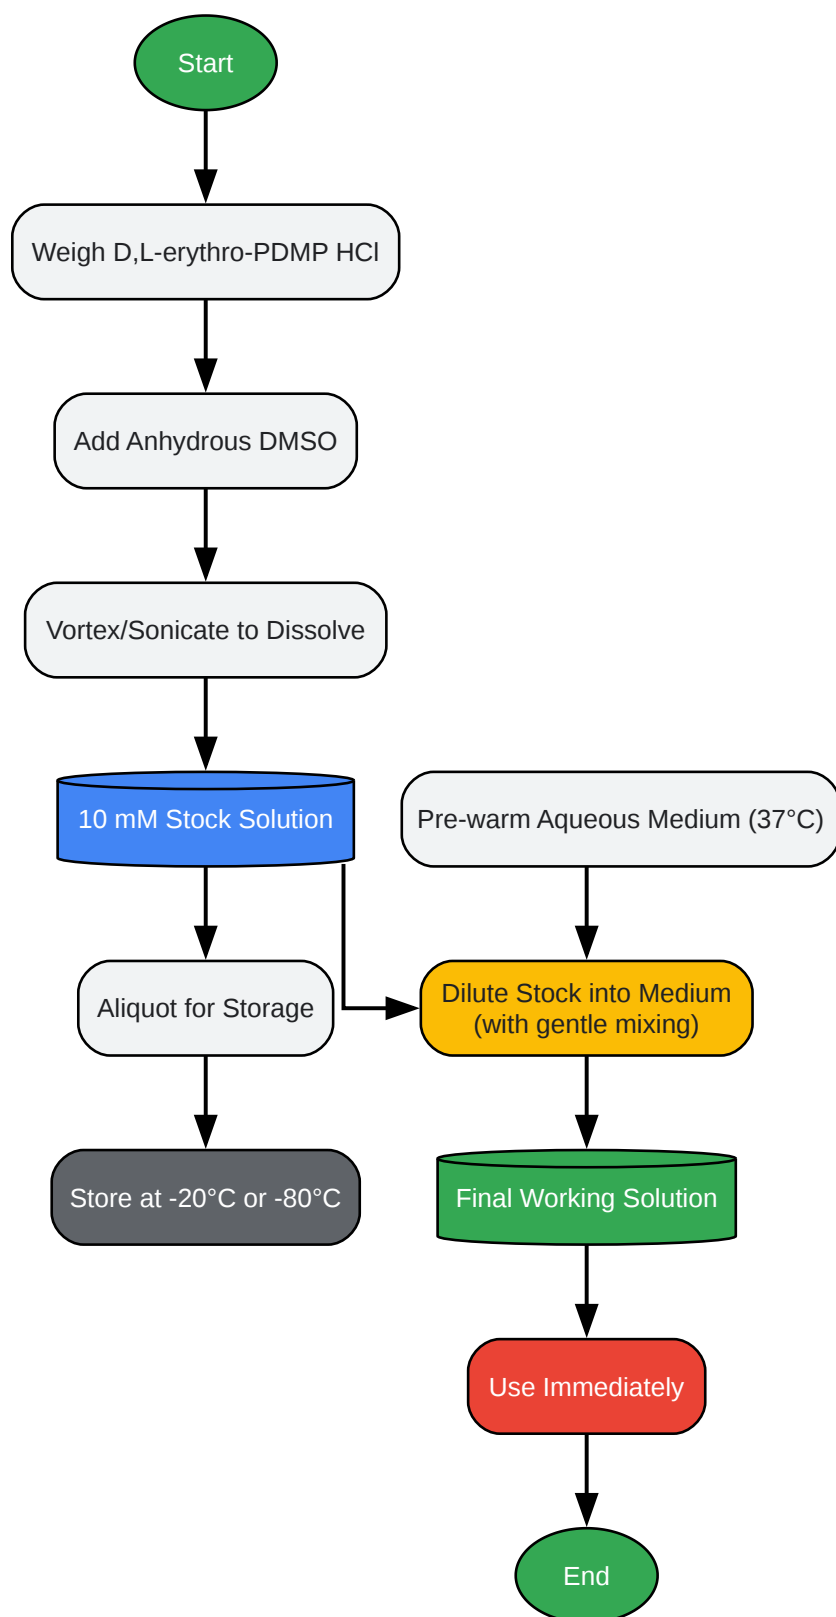 Start
Weigh D,L-erythro-PDMP HCl
Add Anhydrous DMSO
Vortex/Sonicate to Dissolve
10 mM Stock Solution
Pre-warm Aqueous Medium (37°C)
Aliquot for Storage
Dilute Stock into Medium
(with gentle mixing)
Store at -20°C or -80°C
Final Working Solution
Use Immediately
End